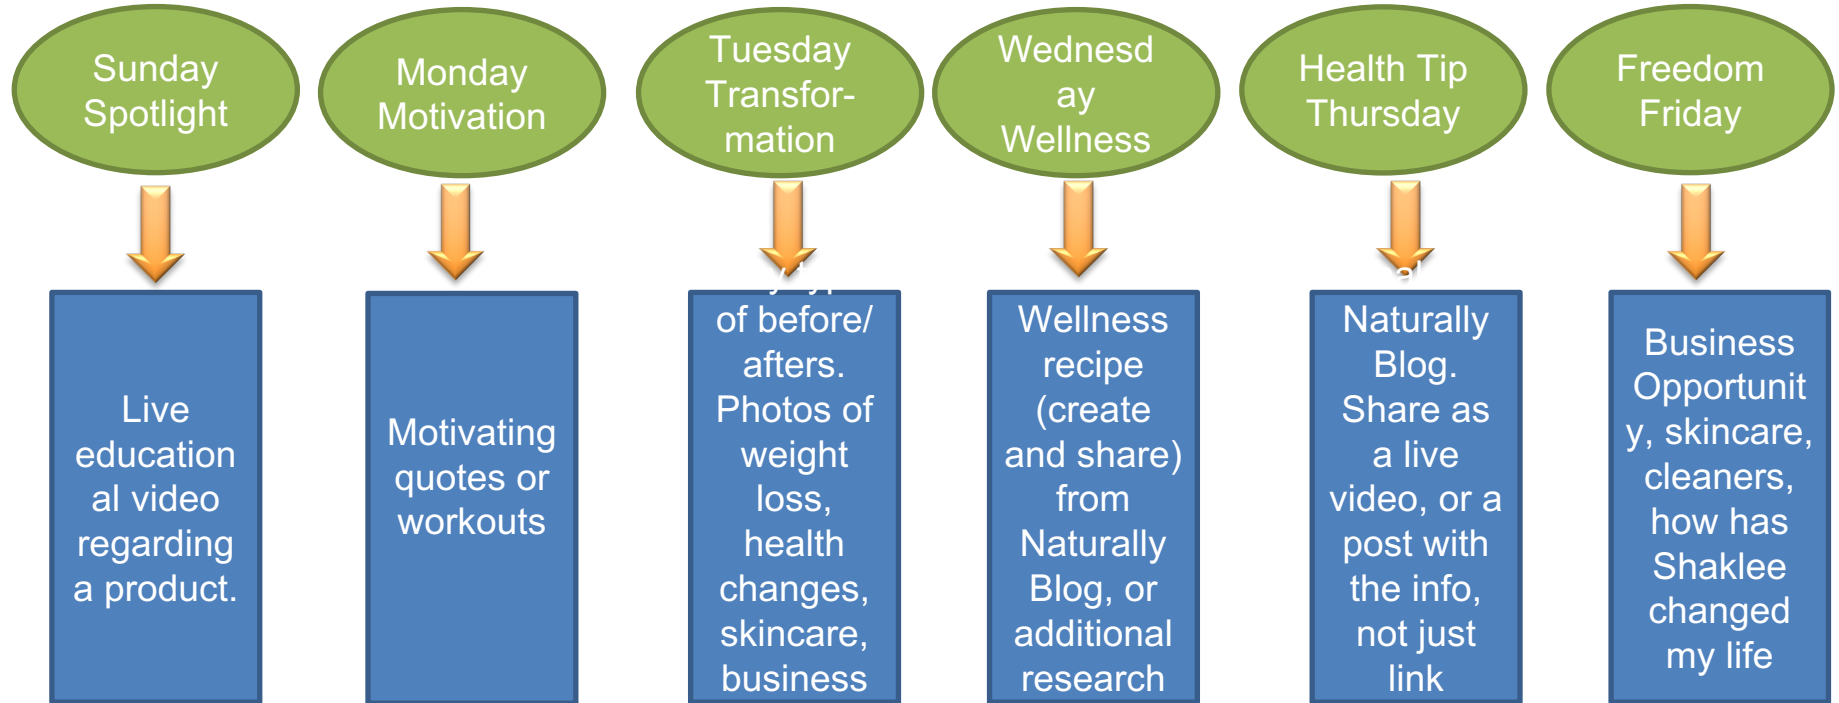 Sunday
Spotlight
Monday
Motivation
Tuesday
Transfor-
mation
Wednesd
ay
Wellness
Health Tip
Thursday
Freedom
Friday
Live
education
al video
regarding
a product.
Motivating
quotes or
workouts
of before/
afters.
Photos of
weight
loss,
health
changes,
skincare,
business
Wellness
recipe
(create
and share)
from
Naturally
Blog, or
additional
research
Naturally
Blog.
Share as
a live
video, or a
post with
the info,
not just
link
Business
Opportunit
y, skincare,
cleaners,
how has
Shaklee
changed
my life